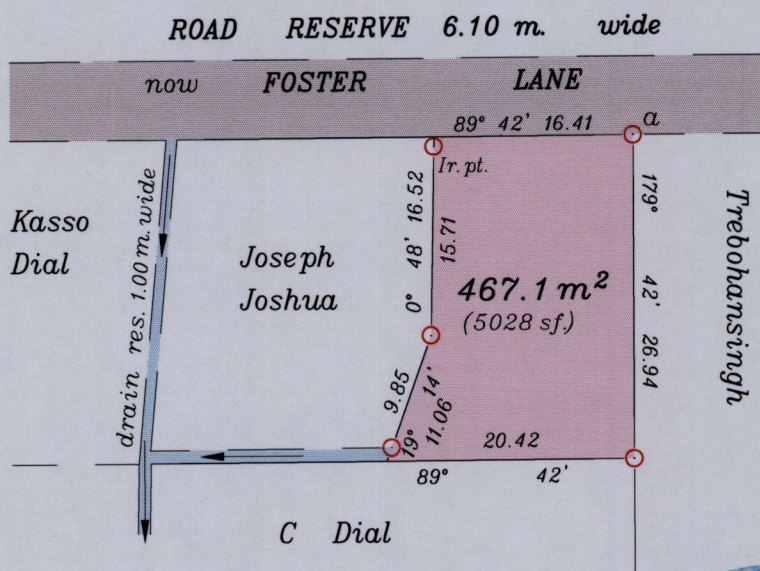 ROAD RESERVE 6.10 m. wide
now FOSTER LANE
89° 42' 16.41
a
Ir. pt.
Kasso
Dial
drain res. 1.00 m. wide
Joseph
Joshua
0° 48' 16.52
15.71
179° 42' 26.94
Trebohansingh
467.1 m²
(5028 sf.)
9.85
19° 14'
11.06
20.42
89° 42'
C Dial